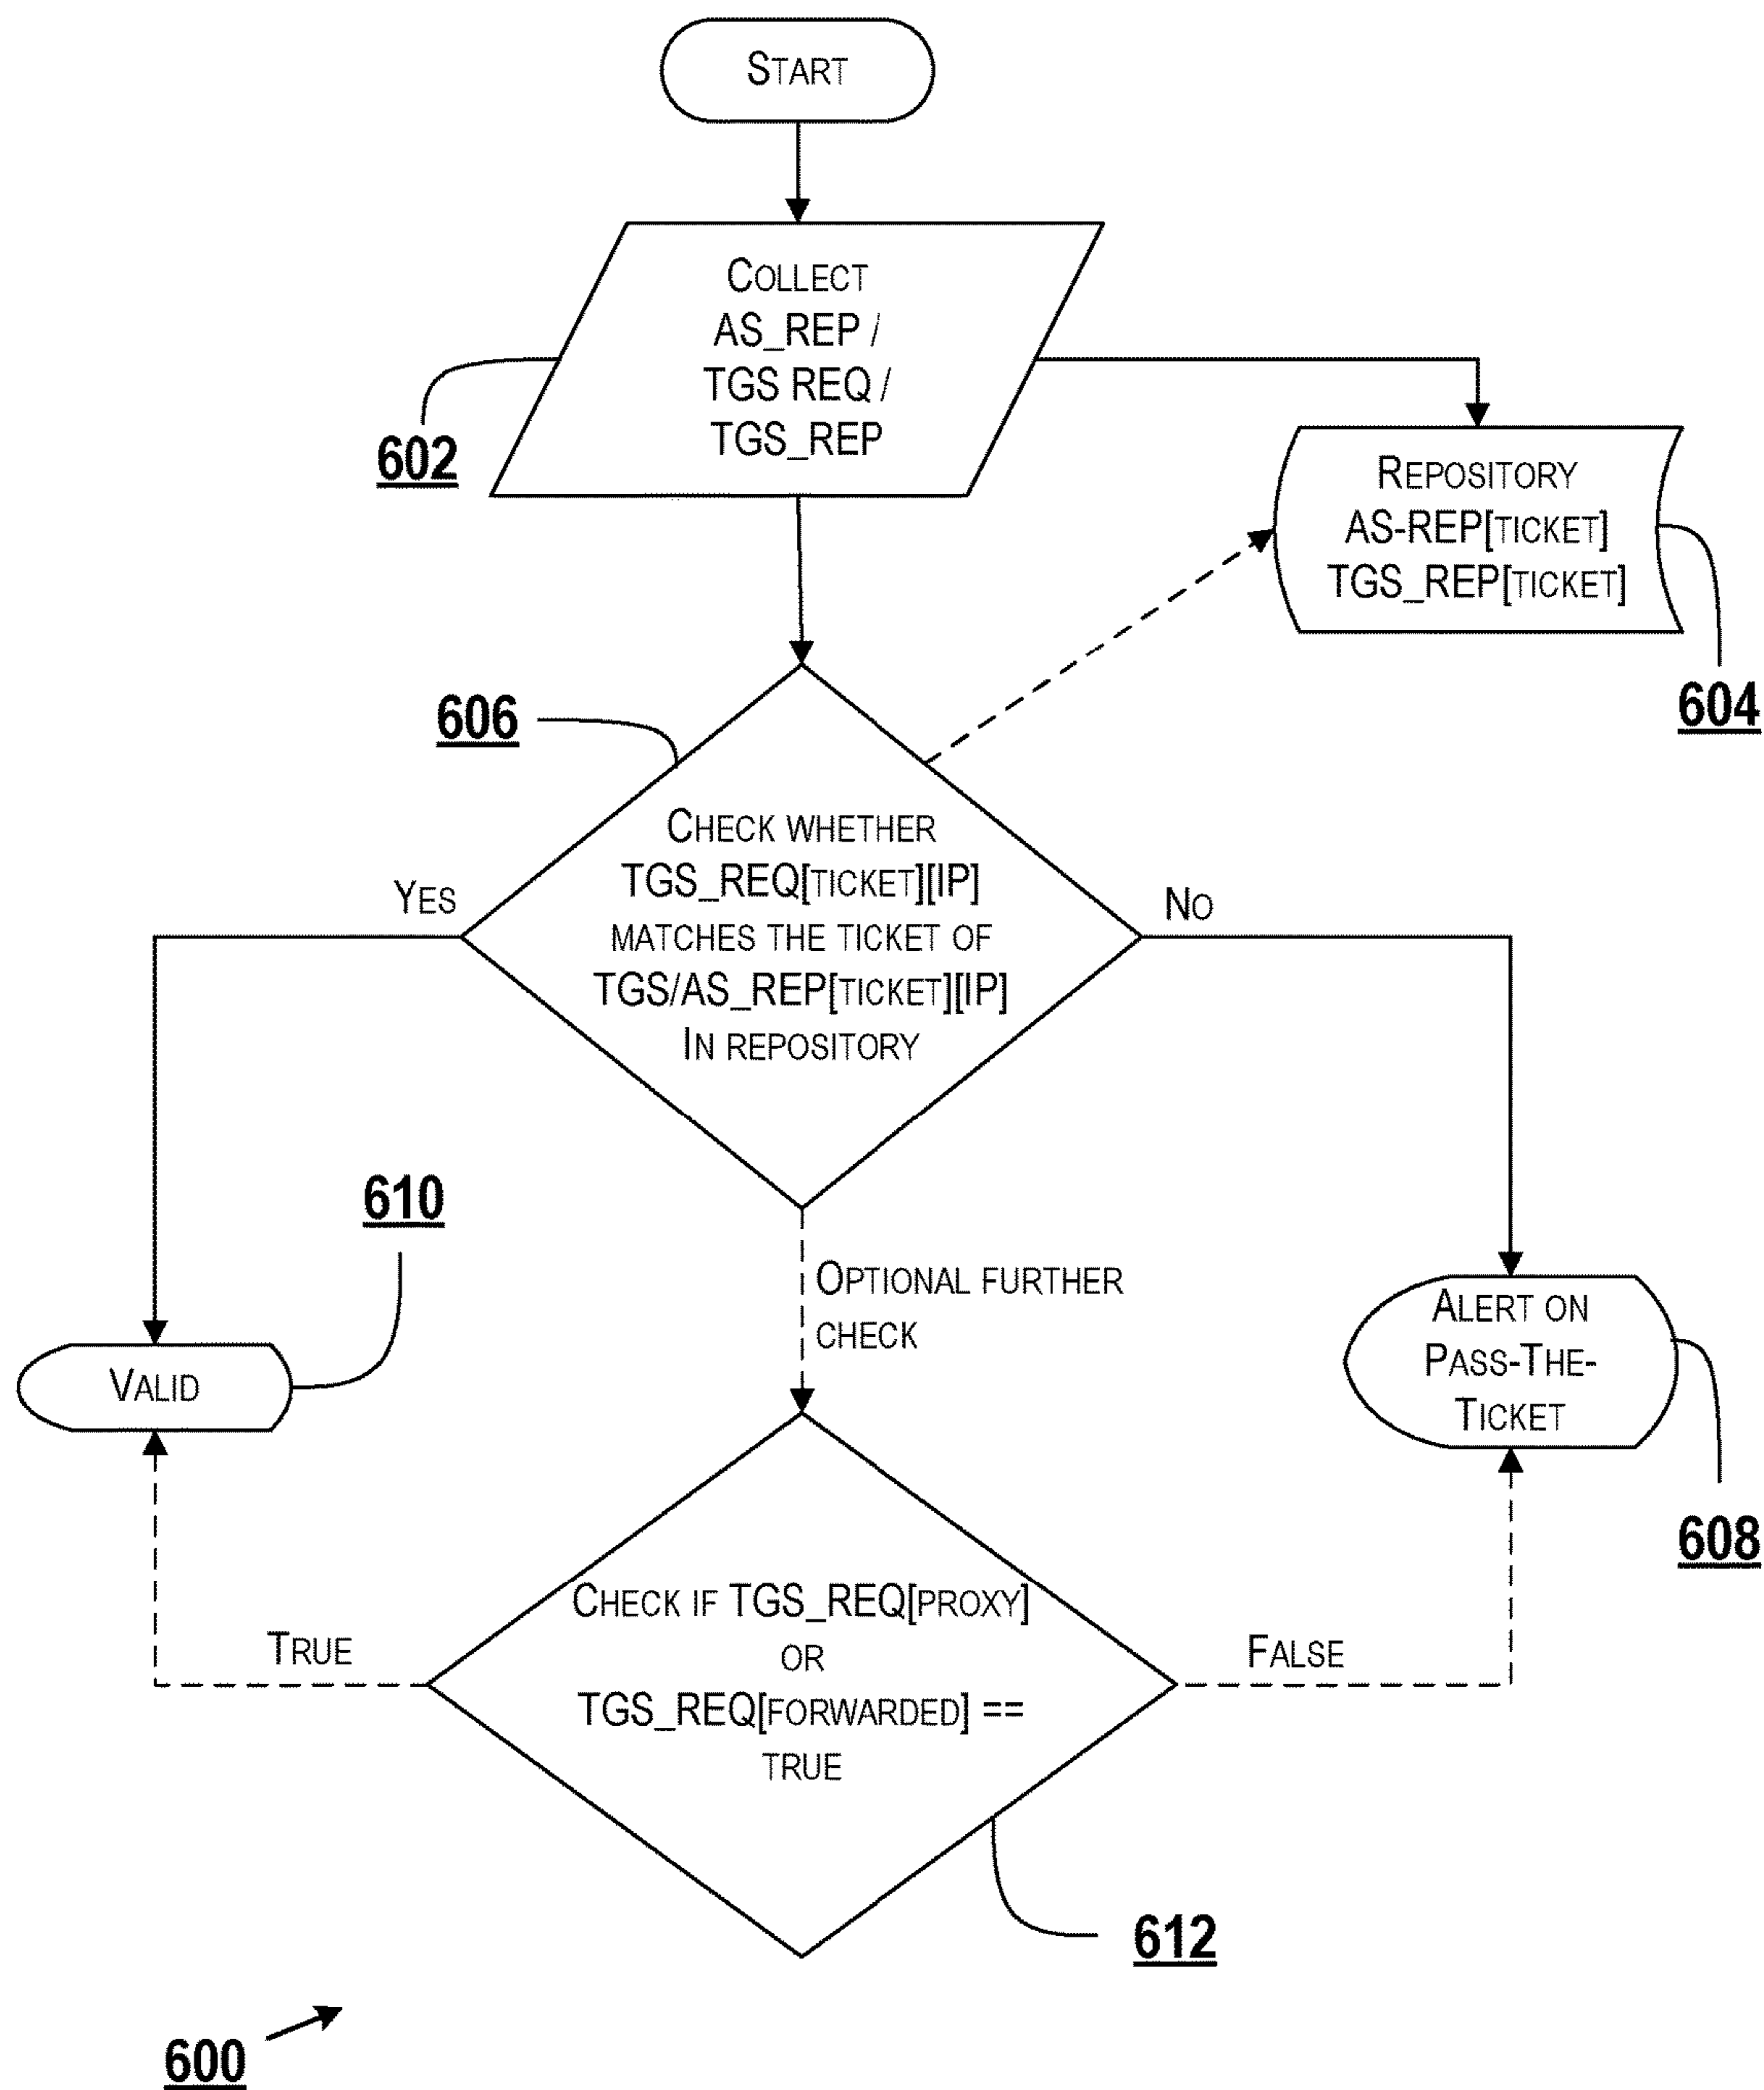 START
COLLECT
AS_REP /
TGS REQ /
TGS_REP
602
REPOSITORY
AS-REP[TICKET]
TGS_REP[TICKET]
604
606
CHECK WHETHER
TGS_REQ[TICKET][IP]
MATCHES THE TICKET OF
TGS/AS_REP[TICKET][IP]
IN REPOSITORY
YES
NO
610
OPTIONAL FURTHER
CHECK
VALID
ALERT ON
PASS-THE-
TICKET
608
CHECK IF TGS_REQ[PROXY]
OR
TGS_REQ[FORWARDED] ==
TRUE
TRUE
FALSE
612
600